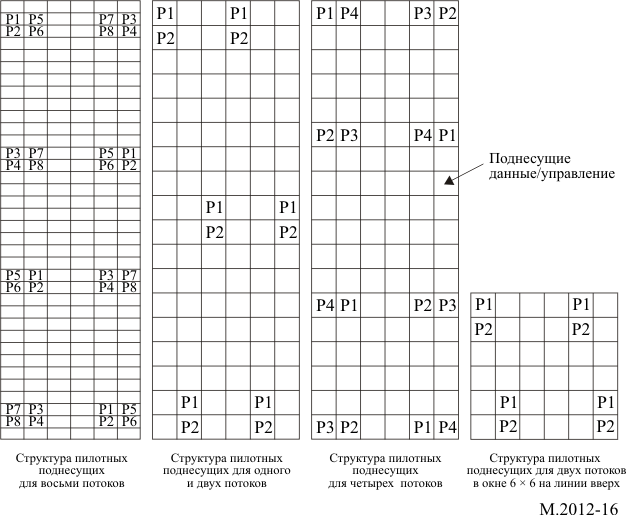 P1 P5 P7 P3
P2 P6 P8 P4
P3 P7 P5 P1
P4 P8 P6 P2
P5 P1 P3 P7
P6 P2 P4 P8
P7 P3 P1 P5
P8 P4 P2 P6
Структура пилотных
поднесущих
для восьми потоков
P1 P1
P2 P2
P1 P1
P2 P2
P1 P1
P2 P2
Структура пилотных
поднесущих для одного
и двух потоков
P1 P4 P3 P2
P2 P3 P4 P1
P4 P1 P2 P3
P3 P2 P1 P4
Структура пилотных
поднесущих
для четырех потоков
Поднесущие
данные/управление
P1 P1
P2 P2
P1 P1
P2 P2
Структура пилотных
поднесущих для двух потоков
в окне 6 × 6 на линии вверх
M.2012-16